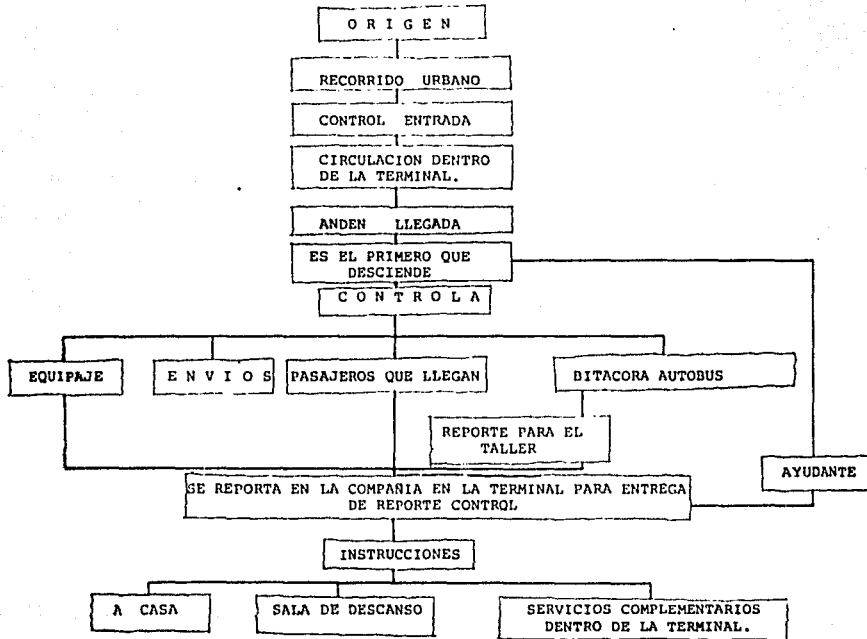 O R I G E N
RECORRIDO URBANO
CONTROL ENTRADA
CIRCULACION DENTRO
DE LA TERMINAL.
ANDEN LLEGADA
ES EL PRIMERO QUE
DESCIENDE
C O N T R O L A
EQUIPAJE
E N V I O S
PASAJEROS QUE LLEGAN
BITACORA AUTOBUS
REPORTE PARA EL
TALLER
AYUDANTE
SE REPORTA EN LA COMPAÑIA EN LA TERMINAL PARA ENTREGA
DE REPORTE CONTROL
INSTRUCCIONES
A CASA
SALA DE DESCANSO
SERVICIOS COMPLEMENTARIOS
DENTRO DE LA TERMINAL.